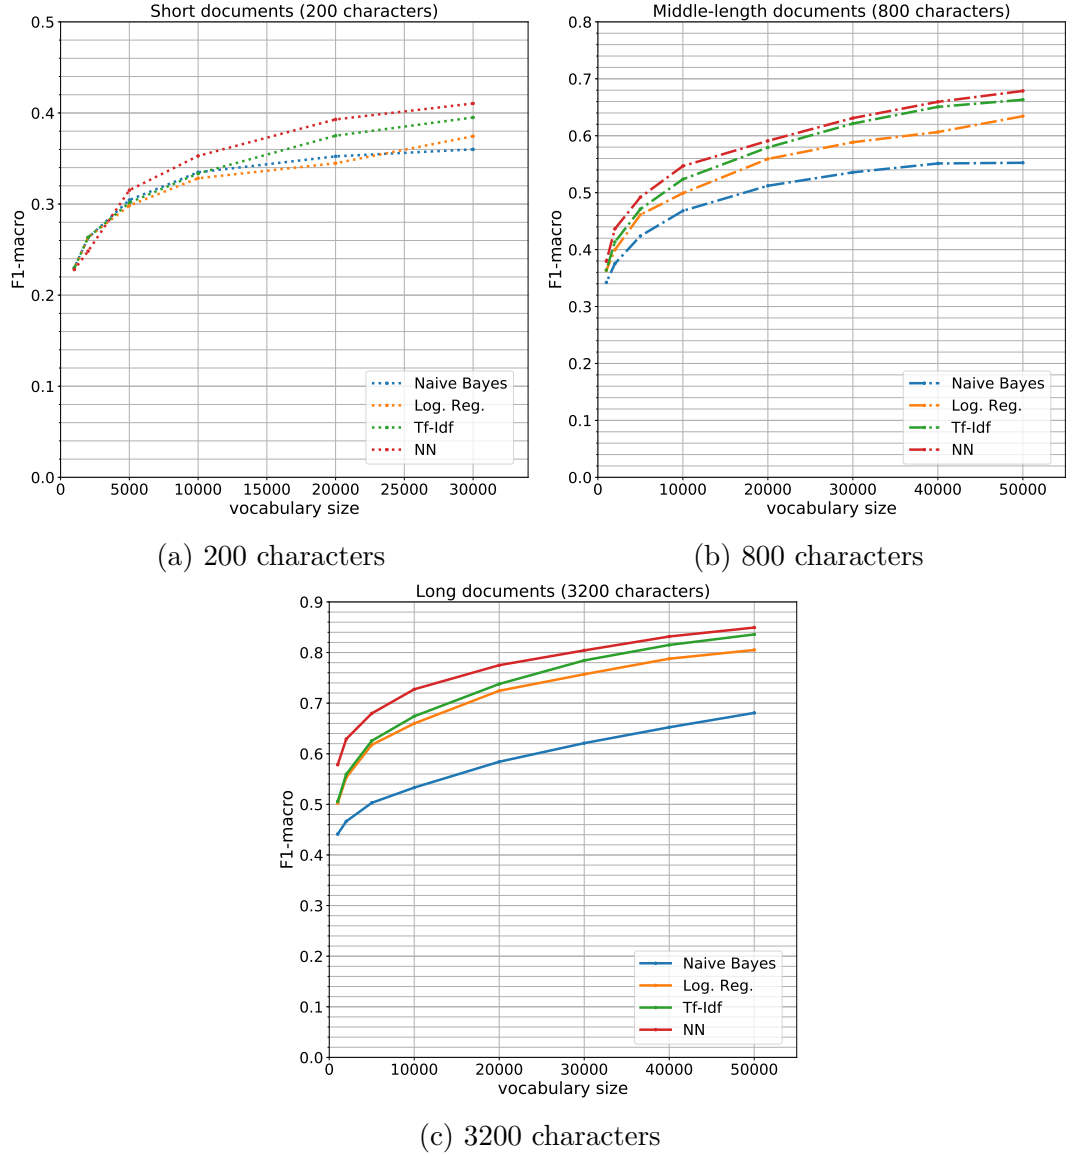 Short documents (200 characters)
0.5
0.4
0.3
0.2
0.1
0.0
F1-macro
0 5000 10000 15000 20000 25000 30000
vocabulary size
Naive Bayes
Log. Reg.
Tf-Idf
NN
(a) 200 characters
Middle-length documents (800 characters)
0.8
0.7
0.6
0.5
0.4
0.3
0.2
0.1
0.0
F1-macro
0 10000 20000 30000 40000 50000
vocabulary size
Naive Bayes
Log. Reg.
Tf-Idf
NN
(b) 800 characters
Long documents (3200 characters)
0.9
0.8
0.7
0.6
0.5
0.4
0.3
0.2
0.1
0.0
F1-macro
0 10000 20000 30000 40000 50000
vocabulary size
Naive Bayes
Log. Reg.
Tf-Idf
NN
(c) 3200 characters